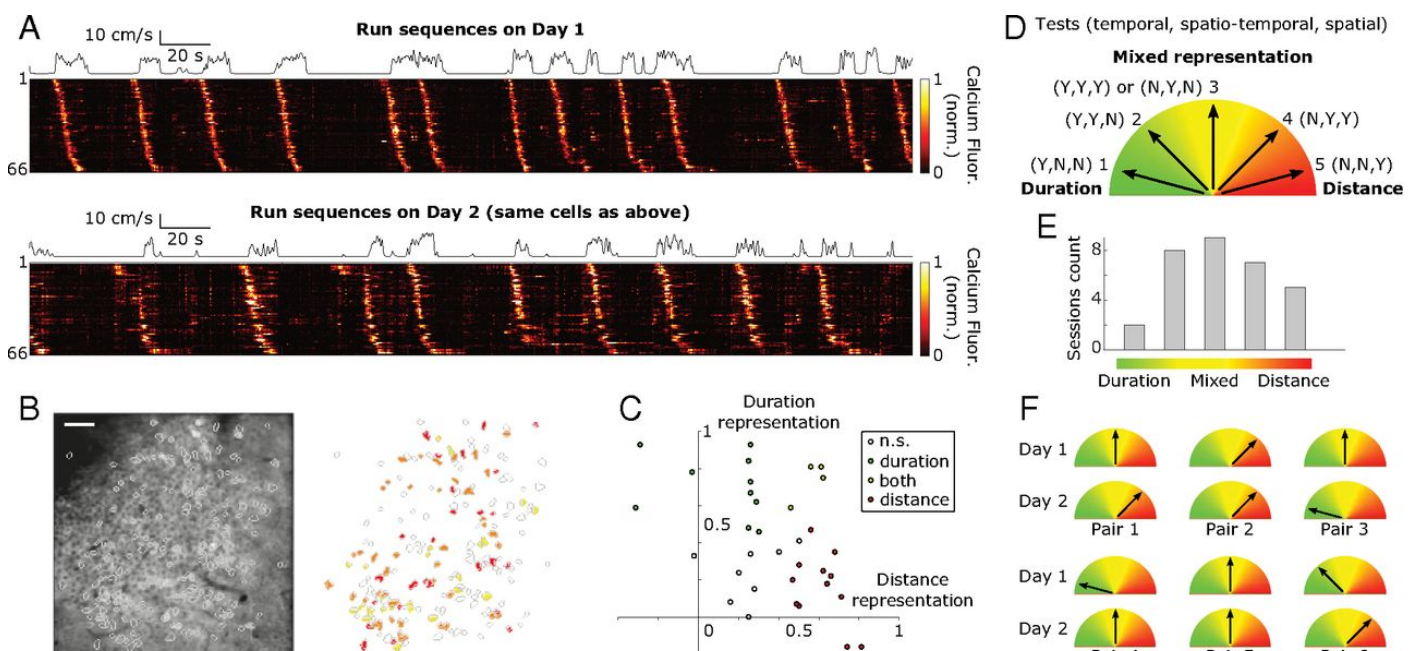 A
10 cm/s
20 s
Run sequences on Day 1
1
66
1
0
Calcium Fluor.
(norm.)
10 cm/s
20 s
Run sequences on Day 2 (same cells as above)
1
66
1
0
Calcium Fluor.
(norm.)
B
C
Duration
representation
1
0.5
n.s.
duration
both
distance
Distance
representation
0
0.5
1
D
Tests (temporal, spatio-temporal, spatial)
Mixed representation
(Y,Y,Y) or (N,Y,N) 3
(Y,Y,N) 2
4 (N,Y,Y)
(Y,N,N) 1
5 (N,N,Y)
Duration
Distance
E
Sessions count
8
4
0
Duration
Mixed
Distance
F
Day 1
Day 2
Pair 1
Pair 2
Pair 3
Day 1
Day 2